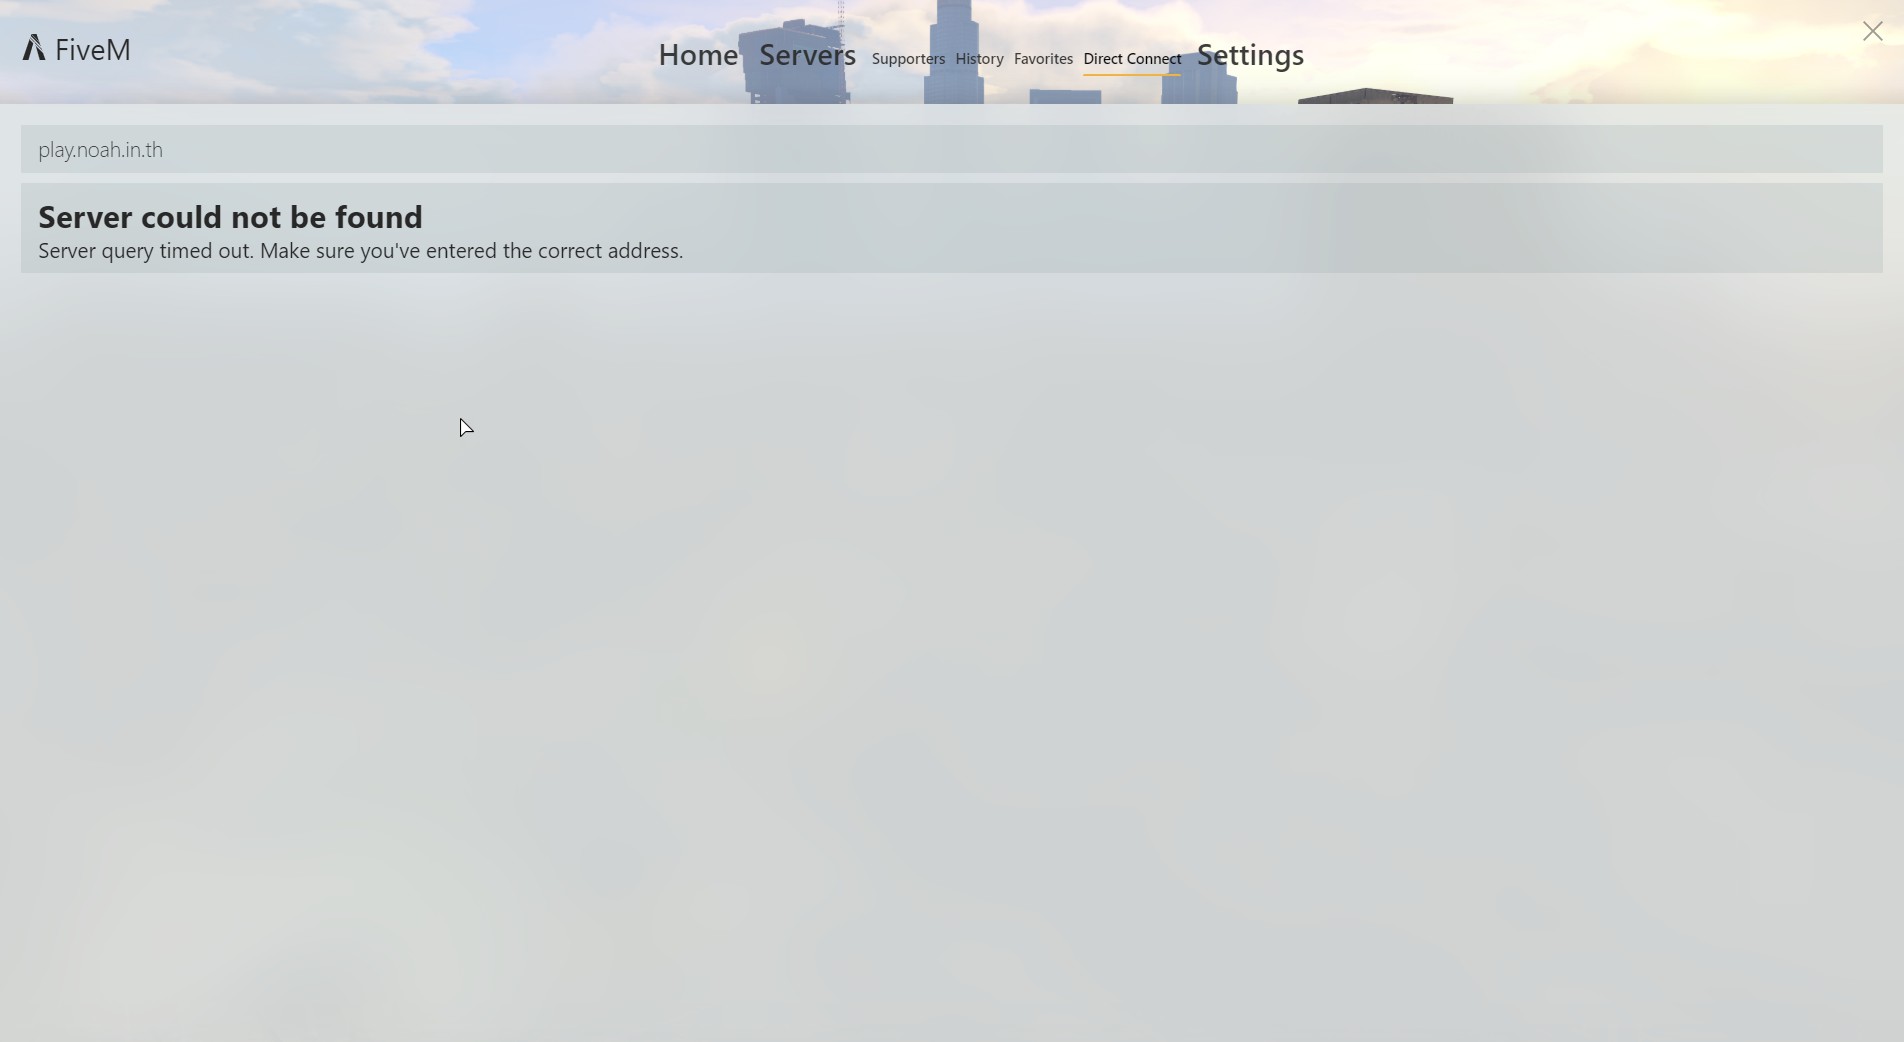 FiveM
Home Servers Supporters History Favorites Direct Connect Settings
play.noah.in.th
Server could not be found
Server query timed out. Make sure you've entered the correct address.